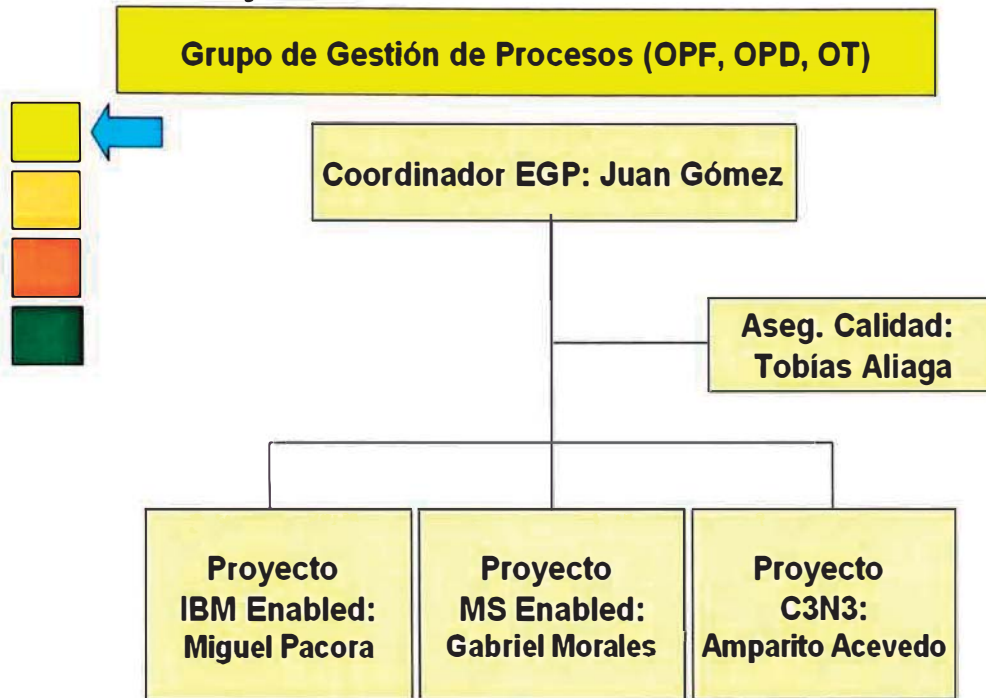 Grupo de Gestión de Procesos (OPF, OPD, OT)
Coordinador EGP: Juan Gómez
Aseg. Calidad:
Tobías Aliaga
Proyecto
IBM Enabled:
Miguel Pacora
Proyecto
MS Enabled:
Gabriel Morales
Proyecto
C3N3:
Amparito Acevedo